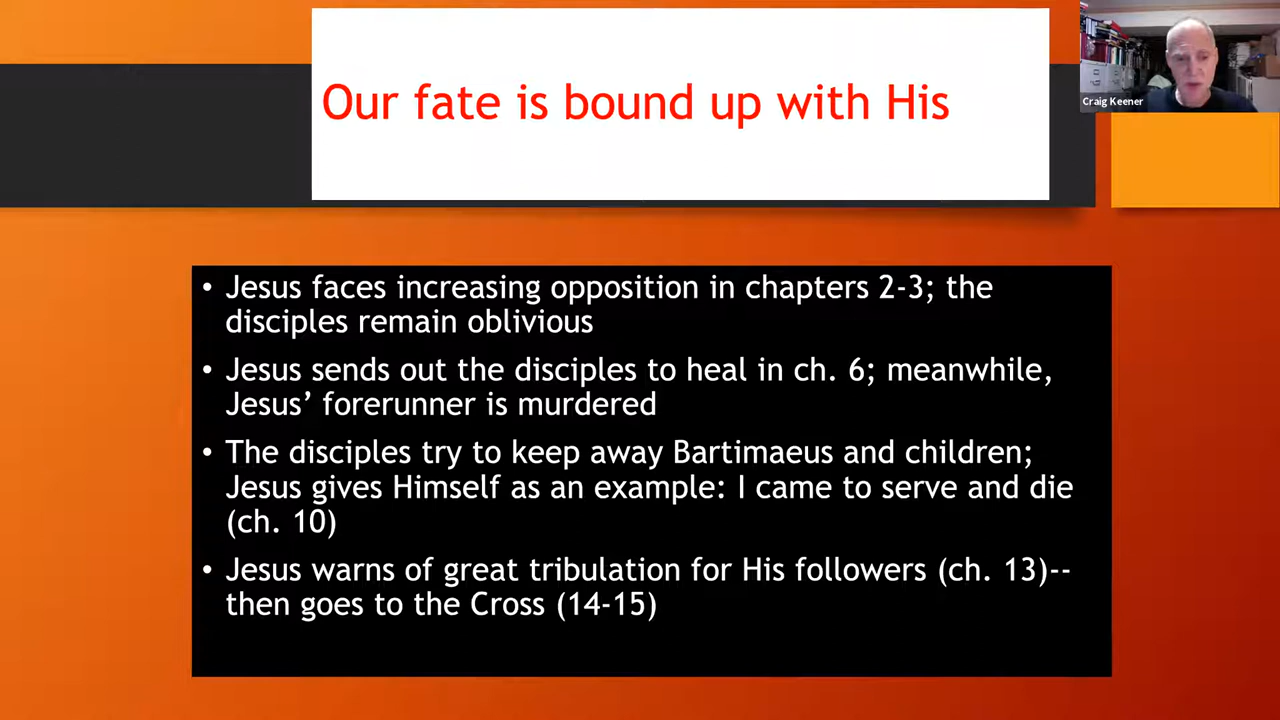 Our fate is bound up with His
Craig Keener
• Jesus faces increasing opposition in chapters 2-3; the
disciples remain oblivious
• Jesus sends out the disciples to heal in ch. 6; meanwhile,
Jesus’ forerunner is murdered
• The disciples try to keep away Bartimaeus and children;
Jesus gives Himself as an example: I came to serve and die
(ch. 10)
• Jesus warns of great tribulation for His followers (ch. 13)--
then goes to the Cross (14-15)